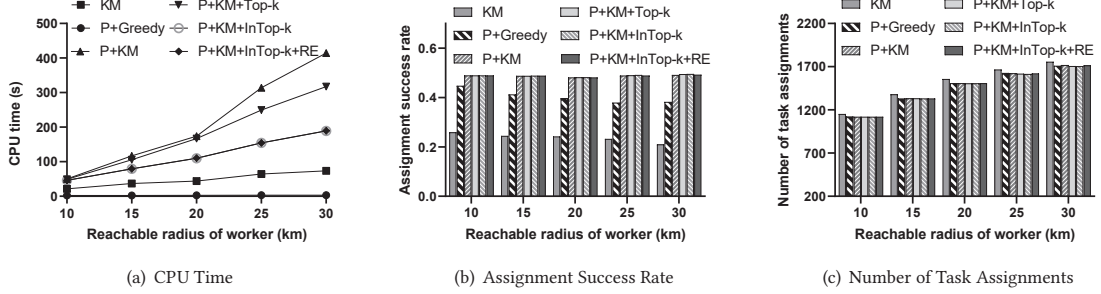 KM
P+Greedy
P+KM
P+KM+Top-k
P+KM+InTop-k
P+KM+InTop-k+RE
CPU time (s)
500
400
300
200
100
0
10 15 20 25 30
Reachable radius of worker (km)
(a) CPU Time
KM
P+Greedy
P+KM
P+KM+Top-k
P+KM+InTop-k
P+KM+InTop-k+RE
Assignment success rate
0.6
0.4
0.2
0.0
10 15 20 25 30
Reachable radius of worker (km)
(b) Assignment Success Rate
KM
P+Greedy
P+KM
P+KM+Top-k
P+KM+InTop-k
P+KM+InTop-k+RE
Number of task assignments
2200
1700
1200
700
200
10 15 20 25 30
Reachable radius of worker (km)
(c) Number of Task Assignments